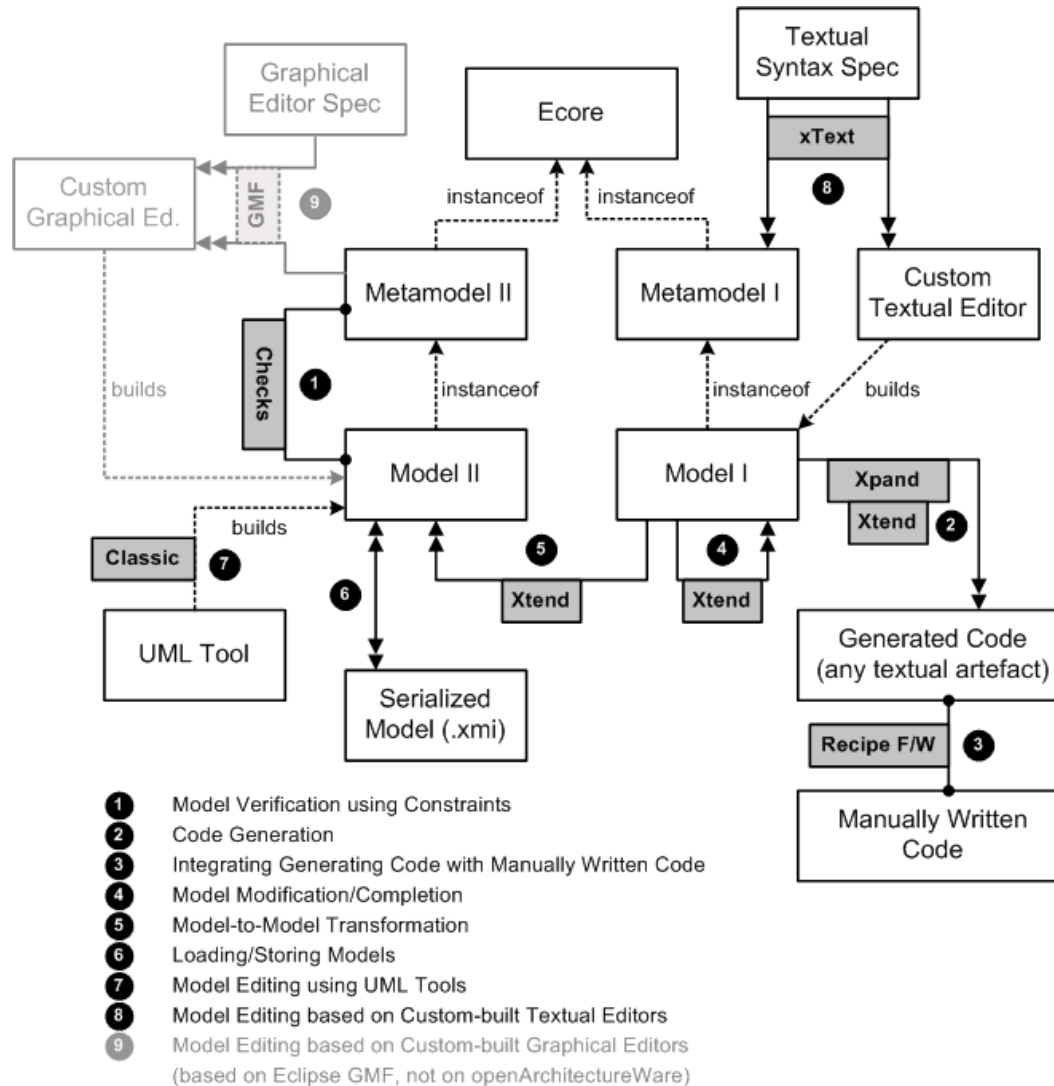 Textual
Syntax Spec
Graphical
Editor Spec
Ecore
xText
8
Custom
Graphical Ed.
GMF
9
instanceof
instanceof
Metamodel II
Metamodel I
Custom
Textual Editor
Checks
1
builds
instanceof
instanceof
builds
Model II
Model I
Xpand
Xtend
2
builds
Classic
7
6
5
Xtend
4
Xtend
UML Tool
Generated Code
(any textual artefact)
Serialized
Model (.xmi)
Recipe F/W
3
Manually Written
Code
1 Model Verification using Constraints
2 Code Generation
3 Integrating Generating Code with Manually Written Code
4 Model Modification/Completion
5 Model-to-Model Transformation
6 Loading/Storing Models
7 Model Editing using UML Tools
8 Model Editing based on Custom-built Textual Editors
9 Model Editing based on Custom-built Graphical Editors
(based on Eclipse GMF, not on openArchitectureWare)